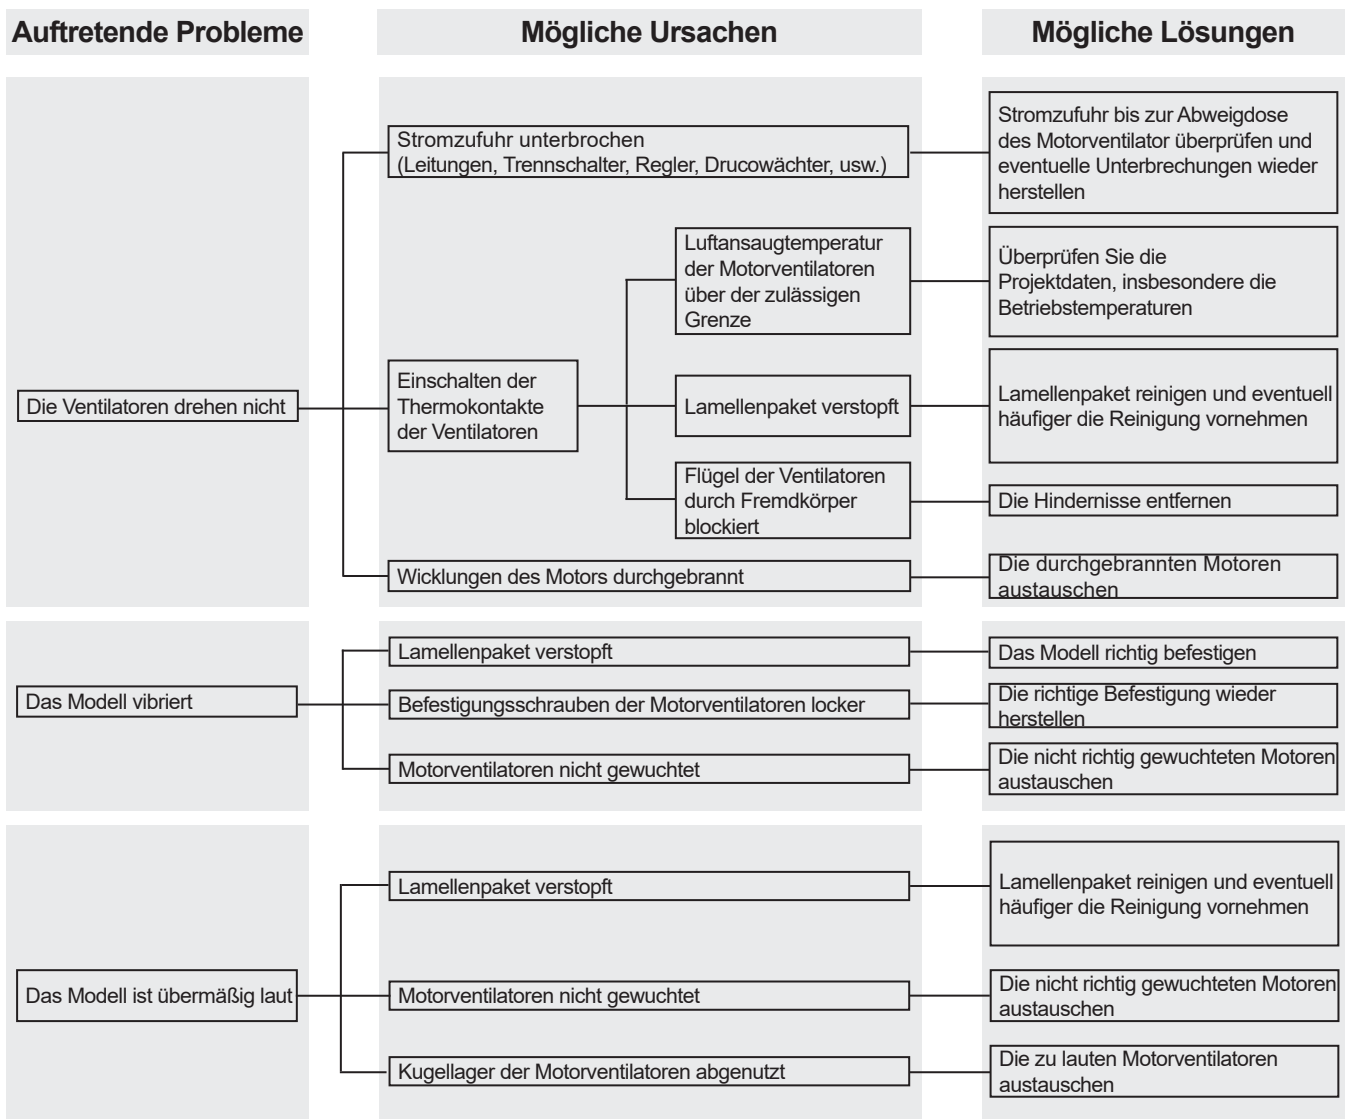 Auftretende Probleme
Mögliche Ursachen
Mögliche Lösungen
Die Ventilatoren drehen nicht
Stromzufuhr unterbrochen
(Leitungen, Trennschalter, Regler, Drucowächter, usw.)
Stromzufuhr bis zur Abweigdose
des Motorventilator überprüfen und
eventuelle Unterbrechungen wieder
herstellen
Einschalten der
Thermokontakte
der Ventilatoren
Luftansaugtemperatur
der Motorventilatoren
über der zulässigen
Grenze
Überprüfen Sie die
Projektdaten, insbesondere die
Betriebstemperaturen
Lamellenpaket verstopft
Lamellenpaket reinigen und eventuell
häufiger die Reinigung vornehmen
Flügel der Ventilatoren
durch Fremdkörper
blockiert
Die Hindernisse entfernen
Wicklungen des Motors durchgebrannt
Die durchgebrannten Motoren
austauschen
Das Modell vibriert
Lamellenpaket verstopft
Das Modell richtig befestigen
Befestigungsschrauben der Motorventilatoren locker
Die richtige Befestigung wieder
herstellen
Motorventilatoren nicht gewuchtet
Die nicht richtig gewuchteten Motoren
austauschen
Das Modell ist übermäßig laut
Lamellenpaket verstopft
Lamellenpaket reinigen und eventuell
häufiger die Reinigung vornehmen
Motorventilatoren nicht gewuchtet
Die nicht richtig gewuchteten Motoren
austauschen
Kugellager der Motorventilatoren abgenutzt
Die zu lauten Motorventilatoren
austauschen